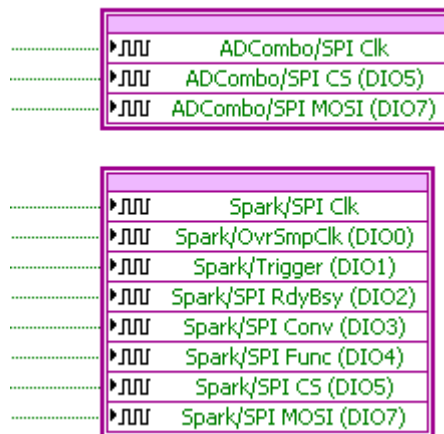 ADCombo/SPI Clk
ADCombo/SPI CS (DIO5)
ADCombo/SPI MOSI (DIO7)
Spark/SPI Clk
Spark/OvrSmpClk (DIO0)
Spark/Trigger (DIO1)
Spark/SPI RdyBsy (DIO2)
Spark/SPI Conv (DIO3)
Spark/SPI Func (DIO4)
Spark/SPI CS (DIO5)
Spark/SPI MOSI (DIO7)